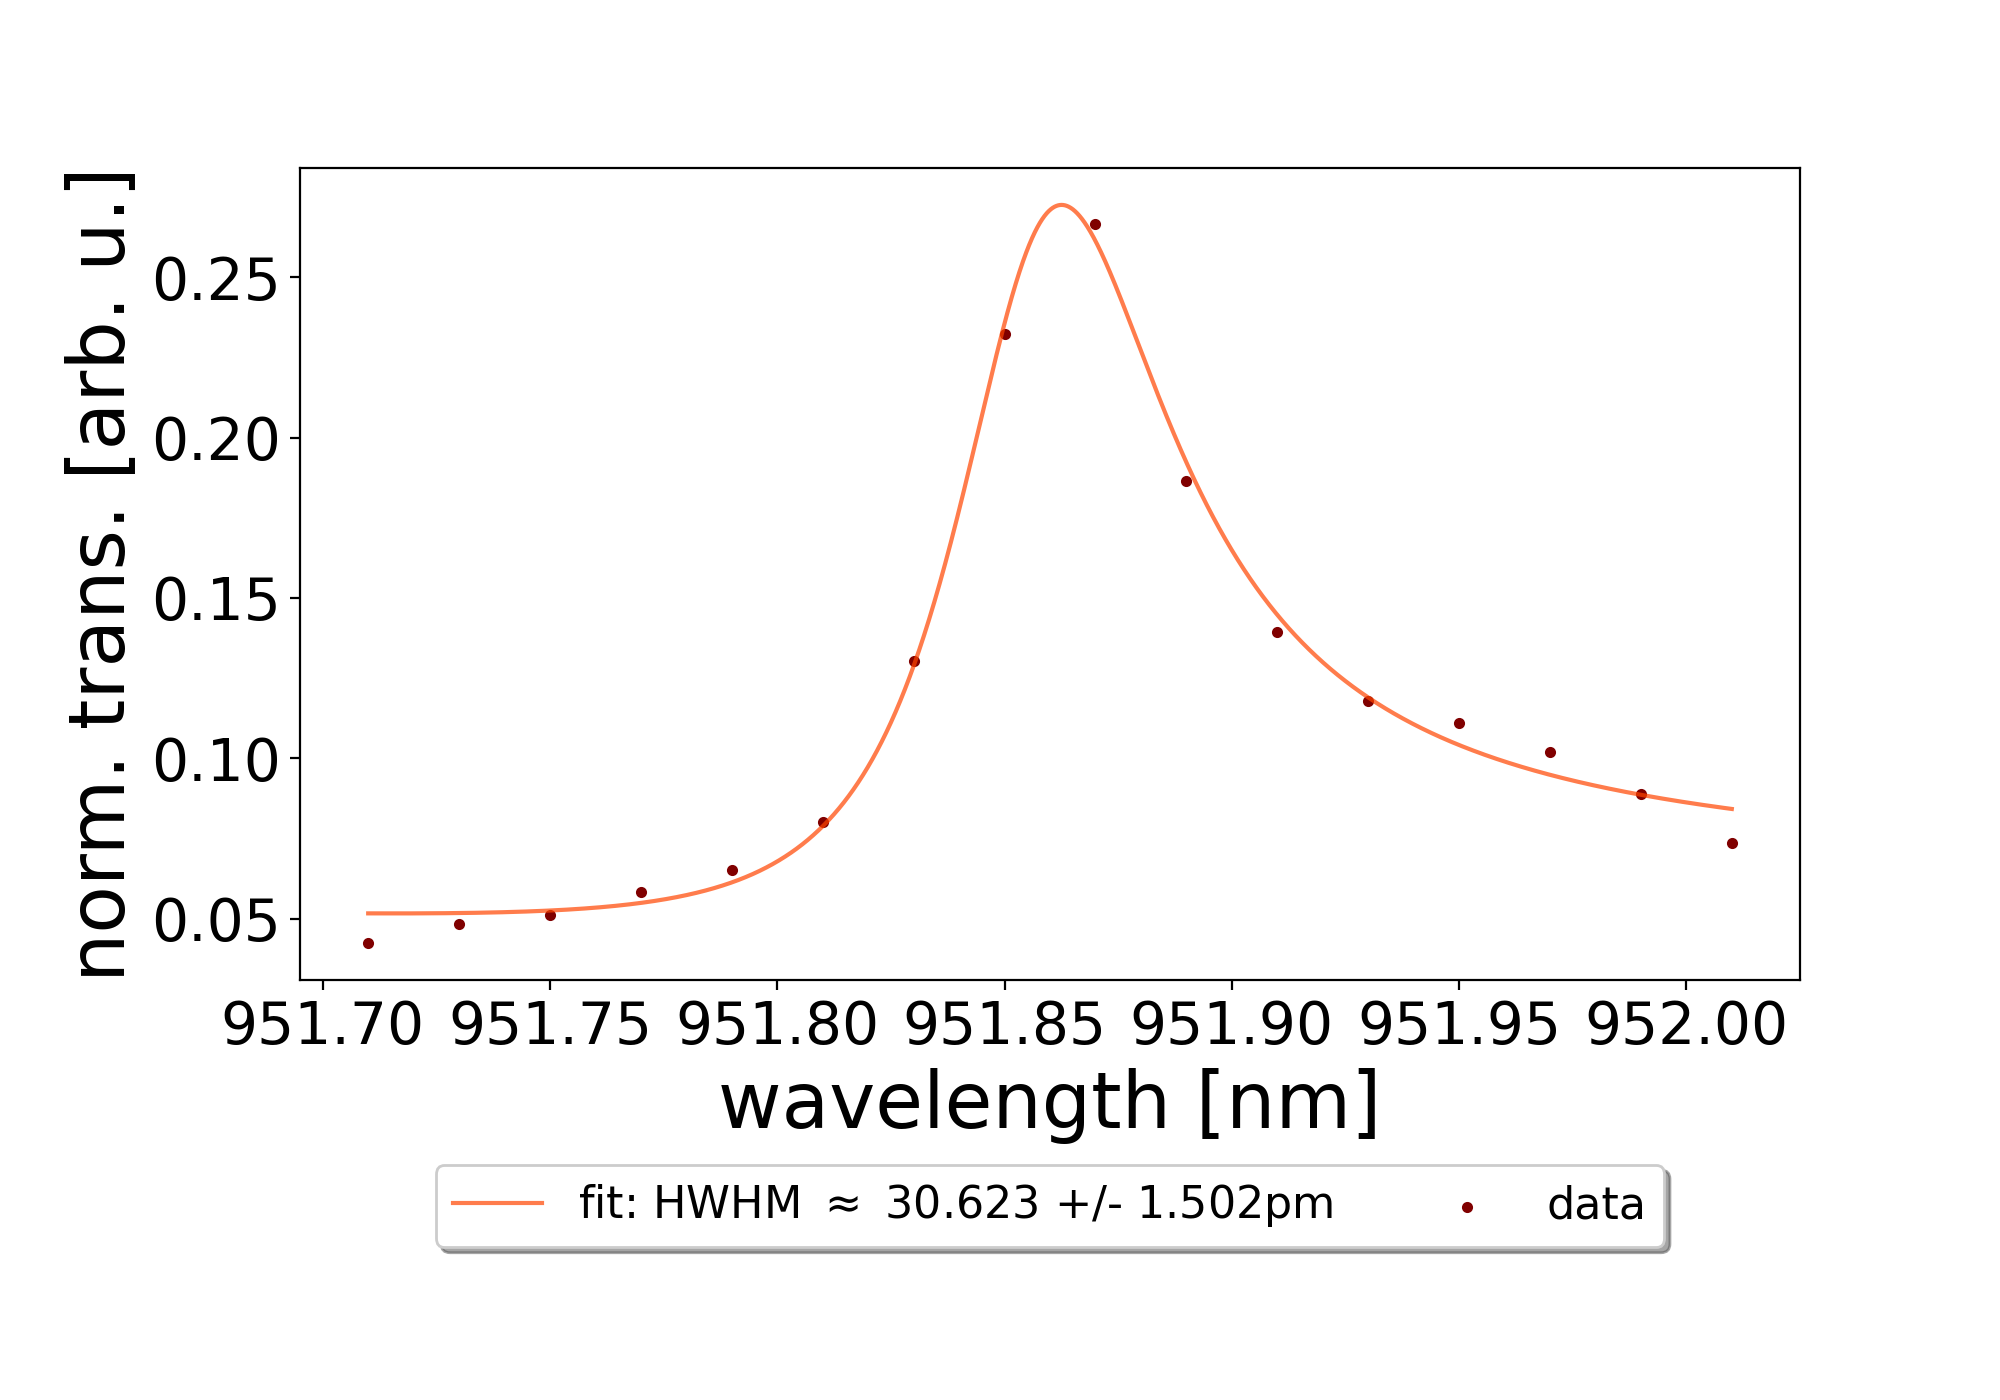 norm. trans. [arb. u.]
0.25
0.20
0.15
0.10
0.05
951.70 951.75 951.80 951.85 951.90 951.95 952.00
wavelength [nm]
fit: HWHM ≈ 30.623 +/- 1.502pm data